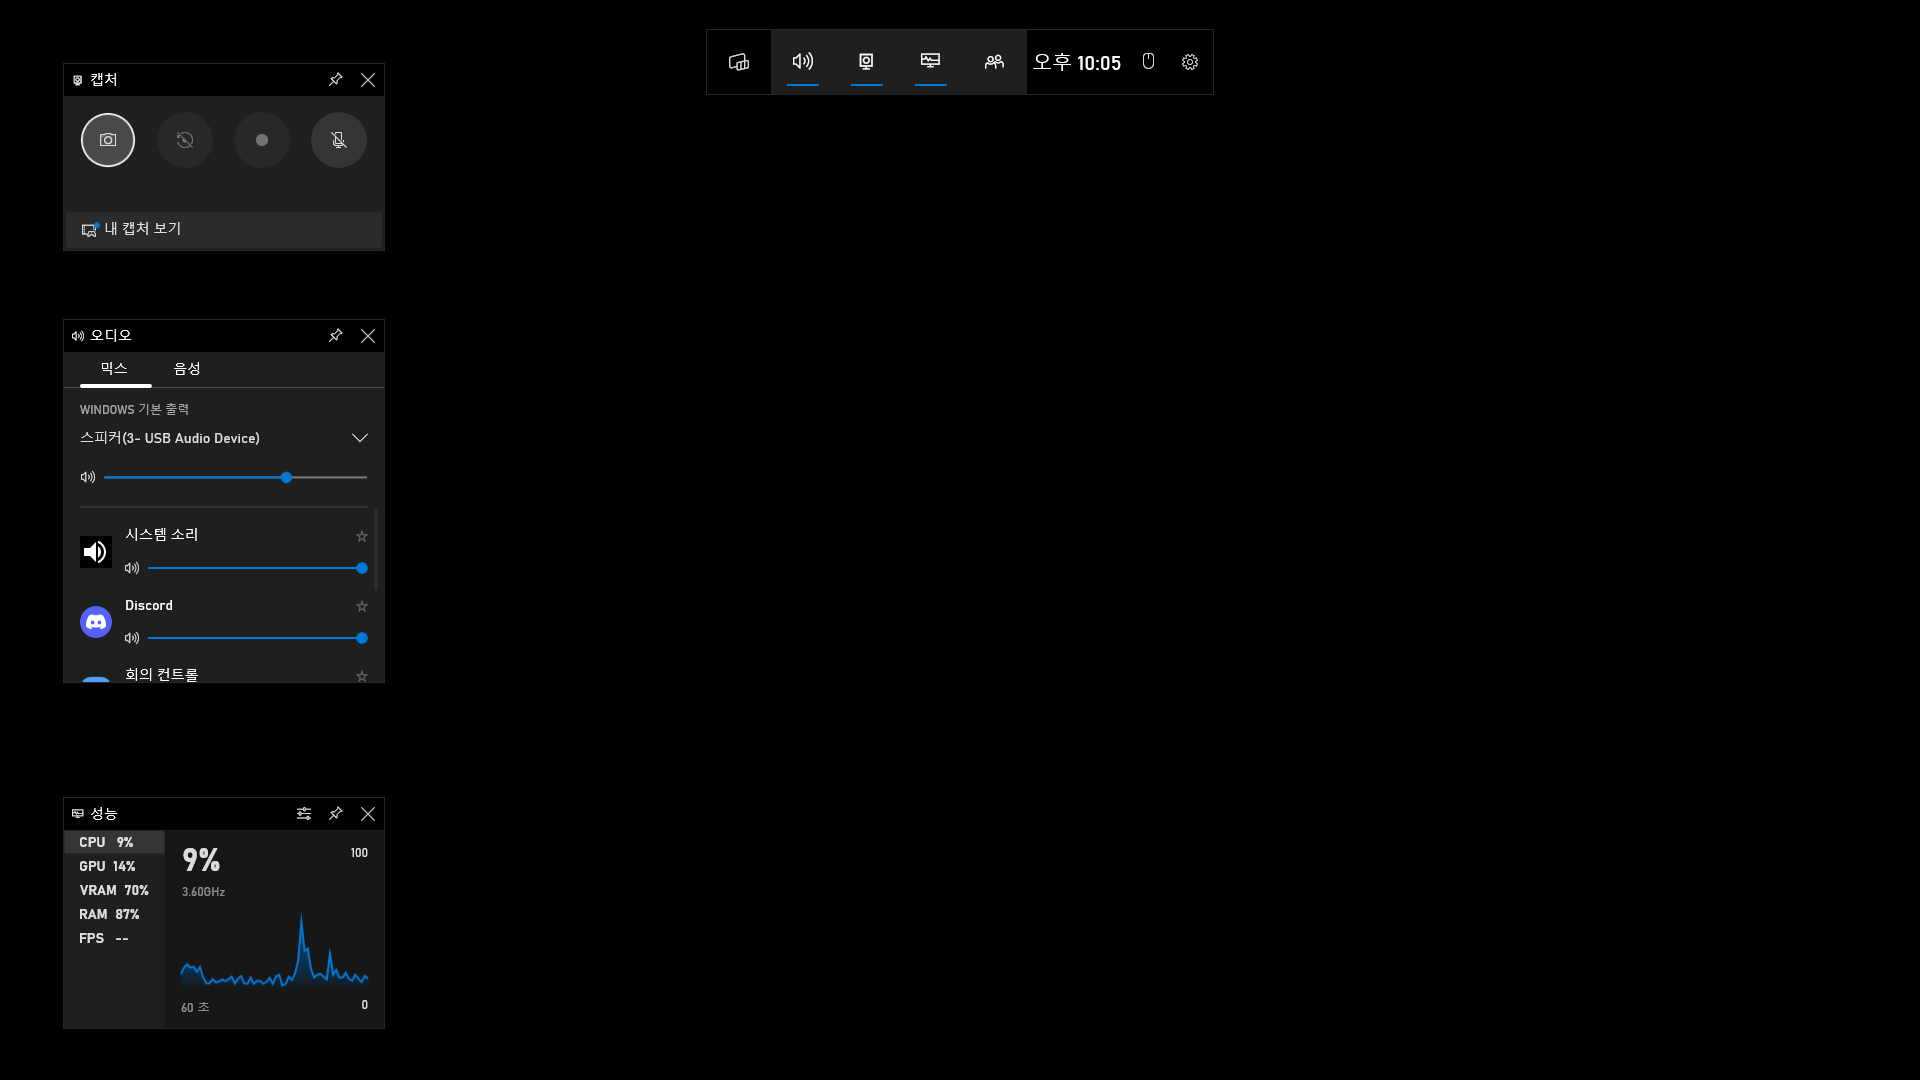 오후 10:05
캡처
내 캡처 보기
오디오
믹스 음성
WINDOWS 기본 출력
스피커(3- USB Audio Device)
시스템 소리
Discord
회의 컨트롤
성능
CPU 9%
GPU 14%
VRAM 70%
RAM 87%
FPS --
9% 100
3.60GHz
60 초 0